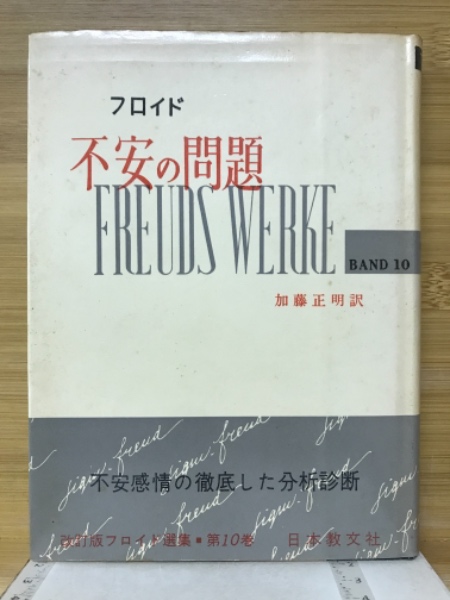 フロイド
不安の問題
FREUDS WERKE
BAND 10
加藤正明訳
不安感情の徹底した分析診断
改訂版フロイド選集■第10巻 日本教文社